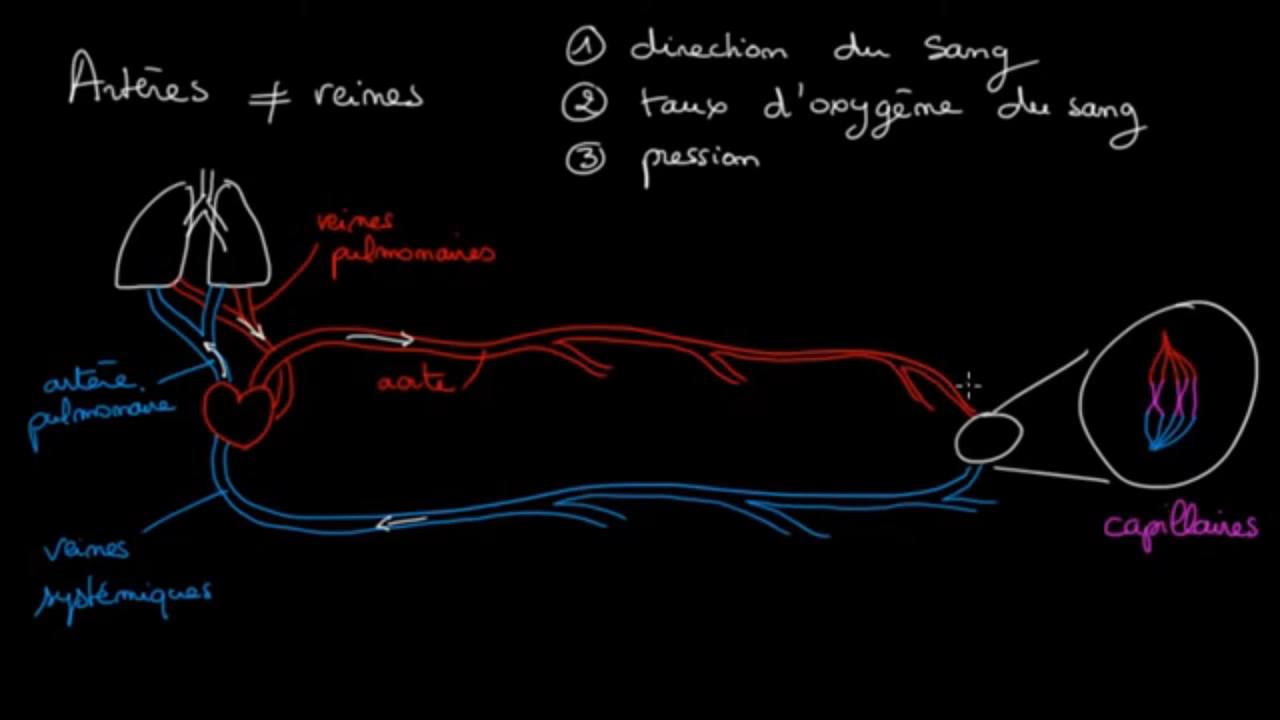 Artères ≠ veines
① direction du sang
② taux d'oxygène du sang
③ pression
veines
pulmonaires
aorte
artère
pulmonaire
capillaires
veines
systémiques